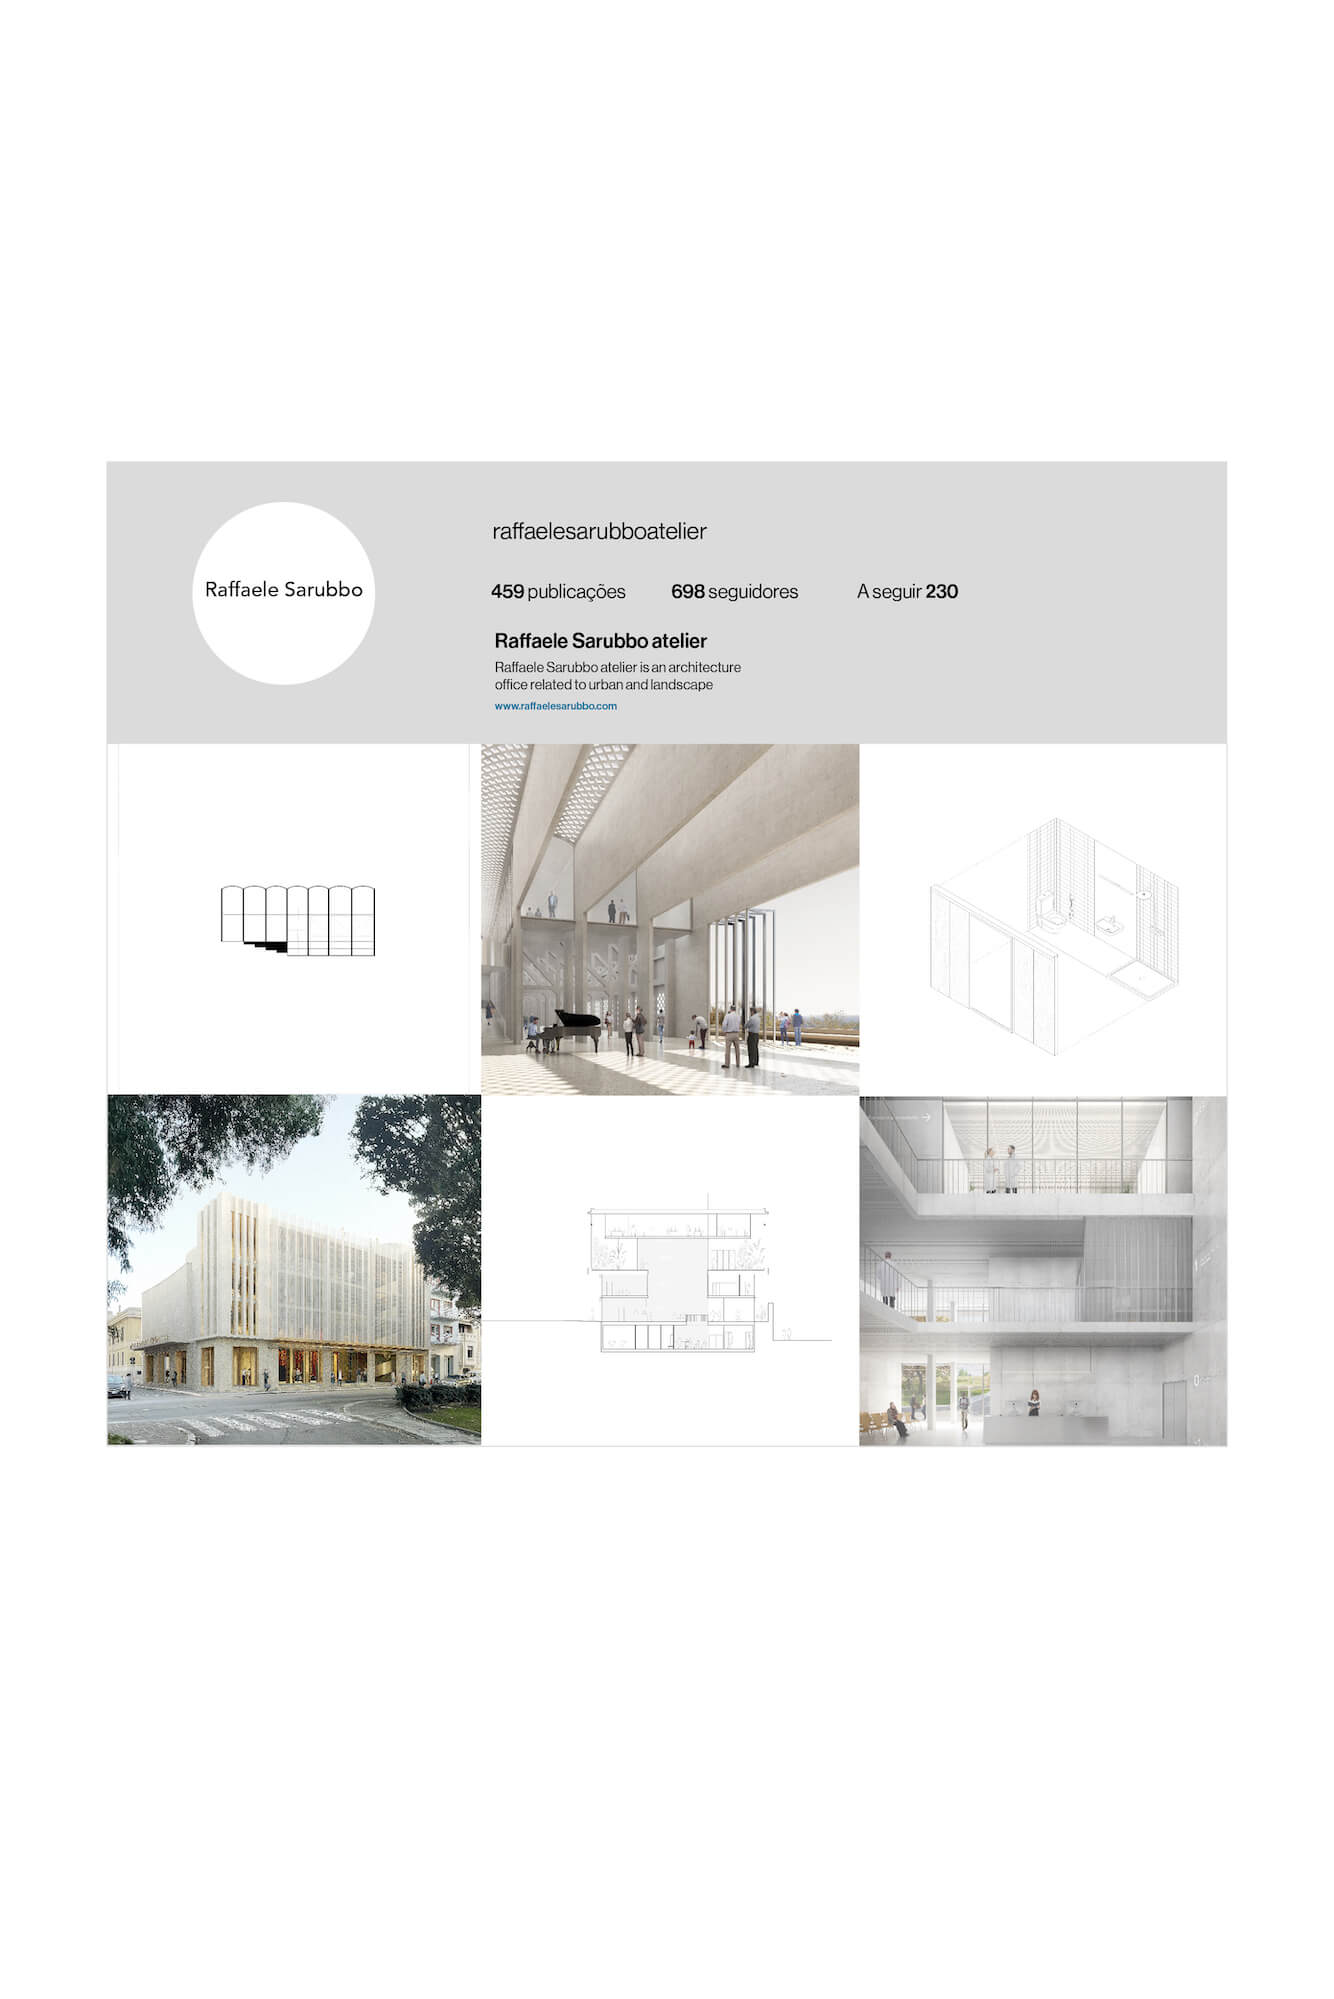 Raffaele Sarubbo
raffaelesarubboatelier
459 publicações 698 seguidores A seguir 230
Raffaele Sarubbo atelier
Raffaele Sarubbo atelier is an architecture
office related to urban and landscape
www.raffaelesarubbo.com